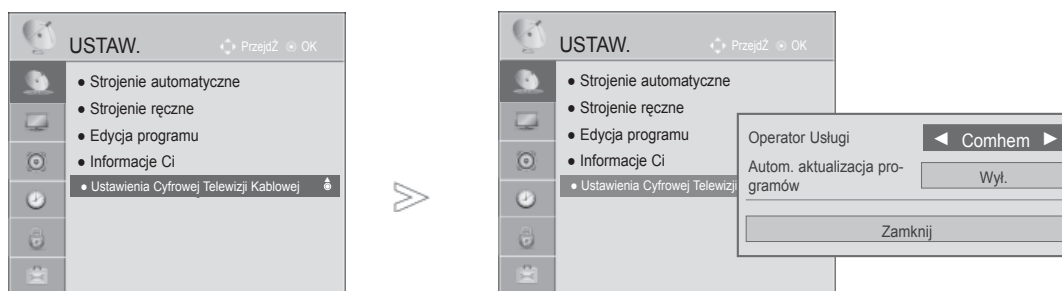 USTAW.
PrzejdŹ OK
● Strojenie automatyczne
● Strojenie ręczne
● Edycja programu
● Informacje Ci
● Ustawienia Cyfrowej Telewizji Kablowej
USTAW.
PrzejdŹ OK
● Strojenie automatyczne
● Strojenie ręczne
● Edycja programu
● Informacje Ci
● Ustawienia Cyfrowej Telewizji
Operator Usługi ◄ Comhem ►
Autom. aktualizacja pro-
gramów Wył.
Zamknij